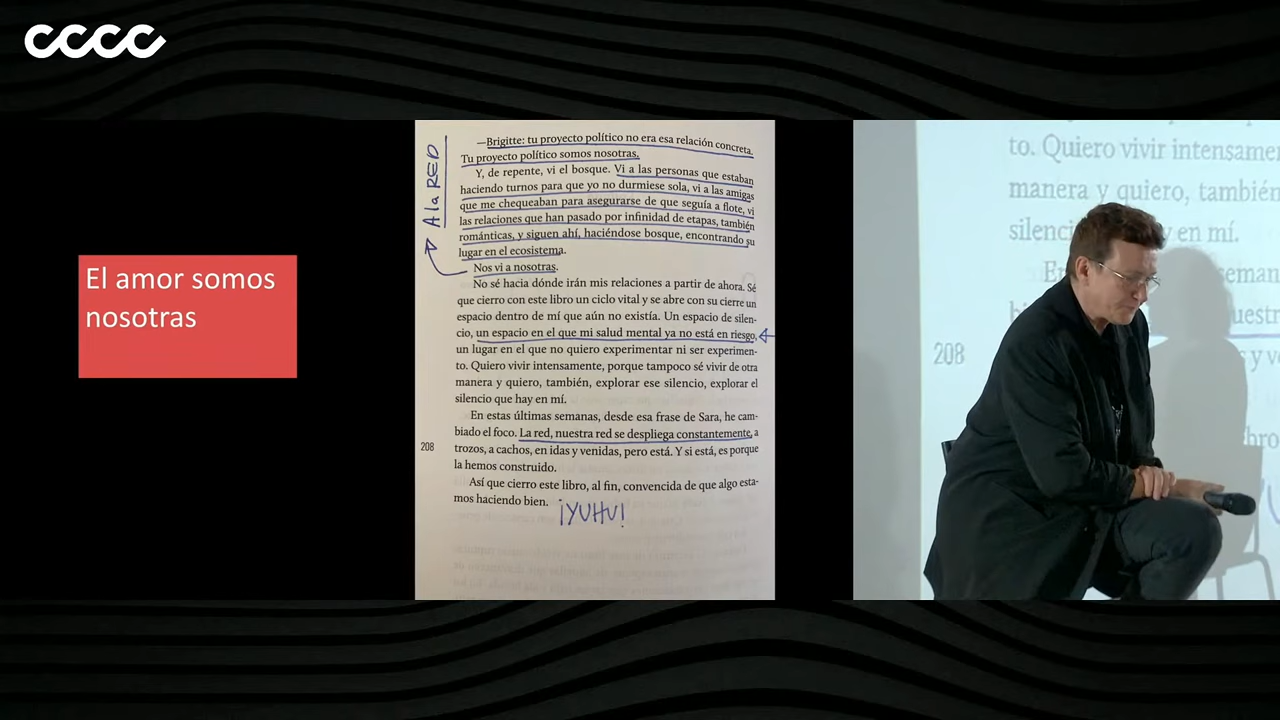 cccc
El amor somos
nosotras
A la RED
—Brigitte: tu proyecto político no era esa relación concreta.
Tu proyecto político somos nosotras.
Y, de repente, vi el bosque. Vi a las personas que estaban
haciendo turnos para que yo no durmiese sola, vi a las amigas
que me chequeaban para asegurarse de que seguía a flote, vi
las relaciones que han pasado por infinidad de etapas, también
románticas, y siguen ahí, haciéndose bosque, encontrando su
lugar en el ecosistema.
Nos vi a nosotras.
No sé hacia dónde irán mis relaciones a partir de ahora. Sé
que cierro con este libro un ciclo vital y se abre con su cierre un
espacio dentro de mí que aún no existía. Un espacio de silen-
cio, un espacio en el que mi salud mental ya no está en riesgo,
un lugar en el que no quiero experimentar ni ser experimen-
to. Quiero vivir intensamente, porque tampoco sé vivir de otra
manera y quiero, también, explorar ese silencio, explorar el
silencio que hay en mí.
En estas últimas semanas, desde esa frase de Sara, he cam-
biado el foco. La red, nuestra red se despliega constantemente, a
trozos, a cachos, en idas y venidas, pero está. Y si está, es porque
la hemos construido.
Así que cierro este libro, al fin, convencida de que algo esta-
mos haciendo bien.
¡YUHU!
208
to. Quiero vivir intensamen
manera y quiero, también
silenci y en mí.
En seman
uestr
208 y ve